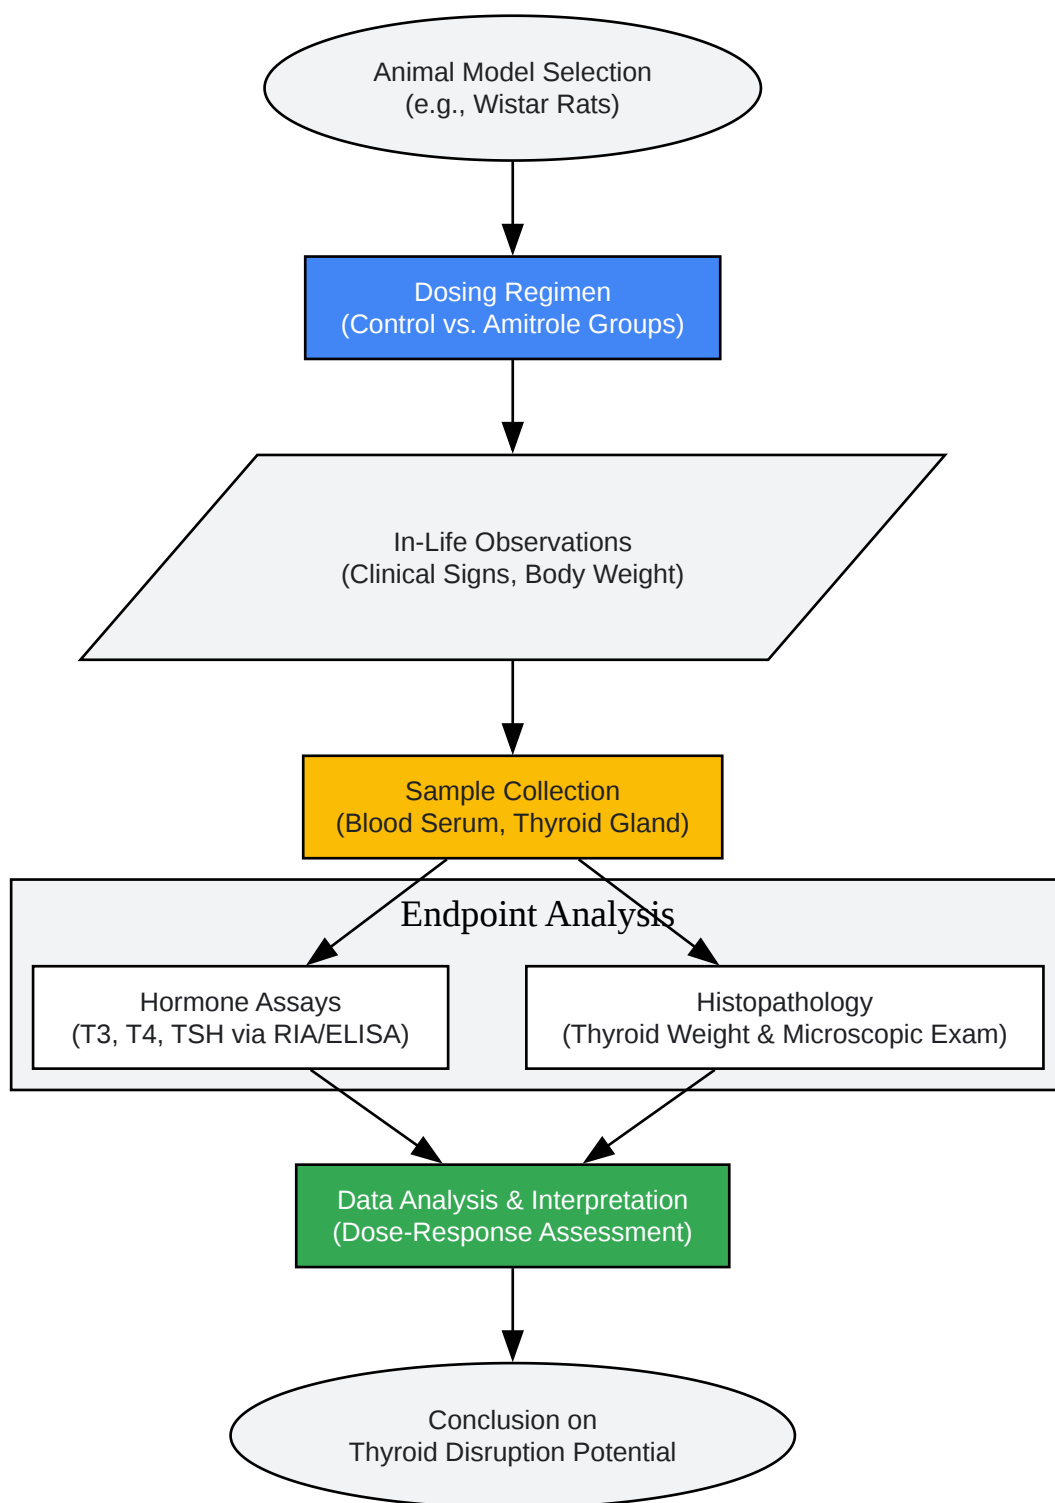 Animal Model Selection
(e.g., Wistar Rats)
Dosing Regimen
(Control vs. Amitrole Groups)
In-Life Observations
(Clinical Signs, Body Weight)
Sample Collection
(Blood Serum, Thyroid Gland)
Endpoint Analysis
Hormone Assays
(T3, T4, TSH via RIA/ELISA)
Histopathology
(Thyroid Weight & Microscopic Exam)
Data Analysis & Interpretation
(Dose-Response Assessment)
Conclusion on
Thyroid Disruption Potential